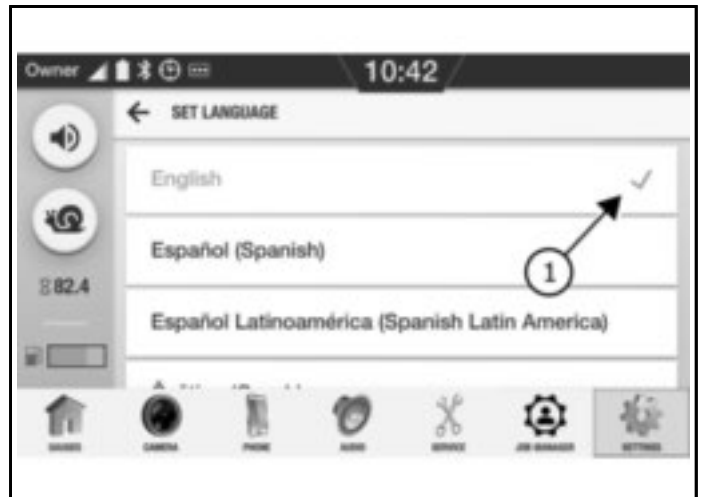 Owner
10:42
SET LANGUAGE
English
1
Español (Spanish)
82.4
Español Latinoamérica (Spanish Latin America)
GAUGES
CAMERA
PHONE
AUDIO
SERVICE
JOB MANAGER
SETTINGS